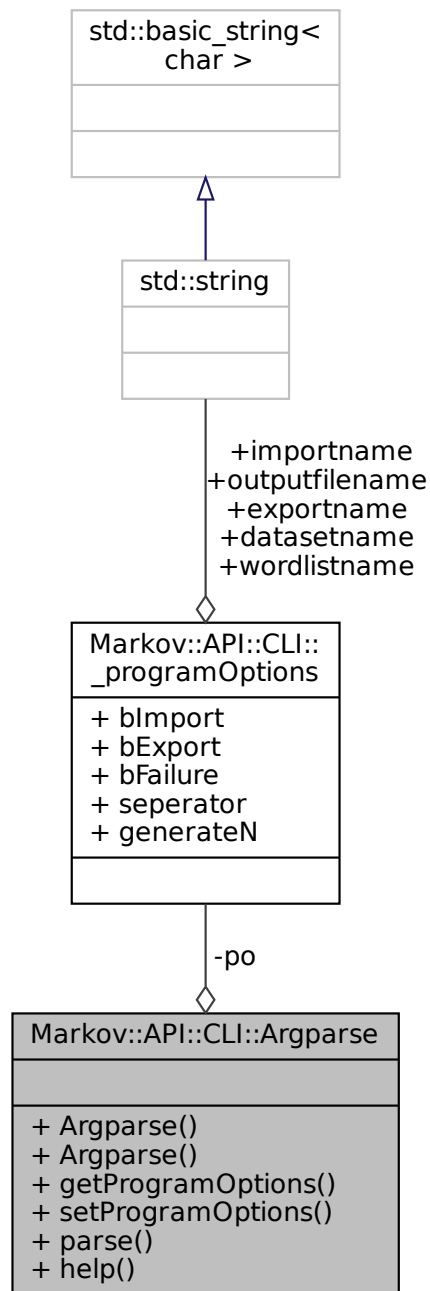 std::basic_string<
char >
std::string
+importname
+outputfilename
+exportname
+datasetname
+wordlistname
Markov::API::CLI::
_programOptions
+ bImport
+ bExport
+ bFailure
+ seperator
+ generateN
-po
Markov::API::CLI::Argparse
+ Argparse()
+ Argparse()
+ getProgramOptions()
+ setProgramOptions()
+ parse()
+ help()